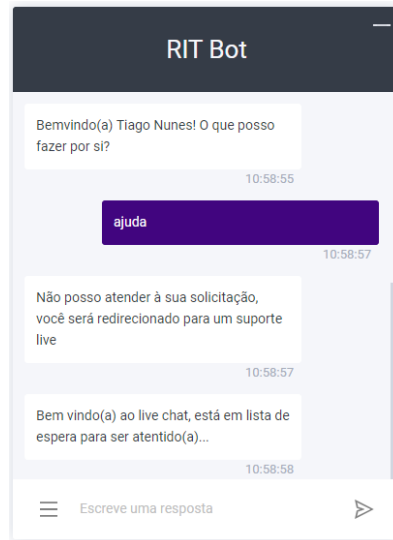 RIT Bot
Bemvindo(a) Tiago Nunes! O que posso
fazer por si?
10:58:55
ajuda
10:58:57
Não posso atender à sua solicitação,
você será redirecionado para um suporte
live
10:58:57
Bem vindo(a) ao live chat, está em lista de
espera para ser atentido(a)...
10:58:58
Escreve uma resposta